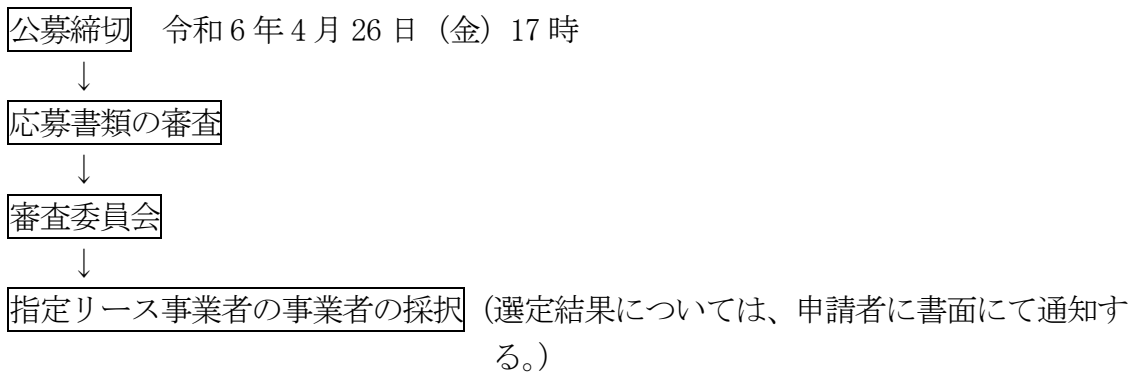 公募締切　令和6年4月26日（金）17時
↓
応募書類の審査
↓
審査委員会
↓
指定リース事業者の事業者の採択（選定結果については、申請者に書面にて通知す
る。）